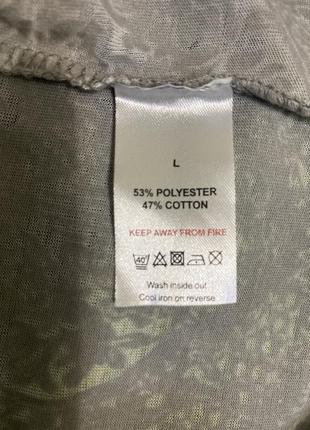 L
53% POLYESTER
47% COTTON
KEEP AWAY FROM FIRE
40
Wash inside out
Cool iron on reverse